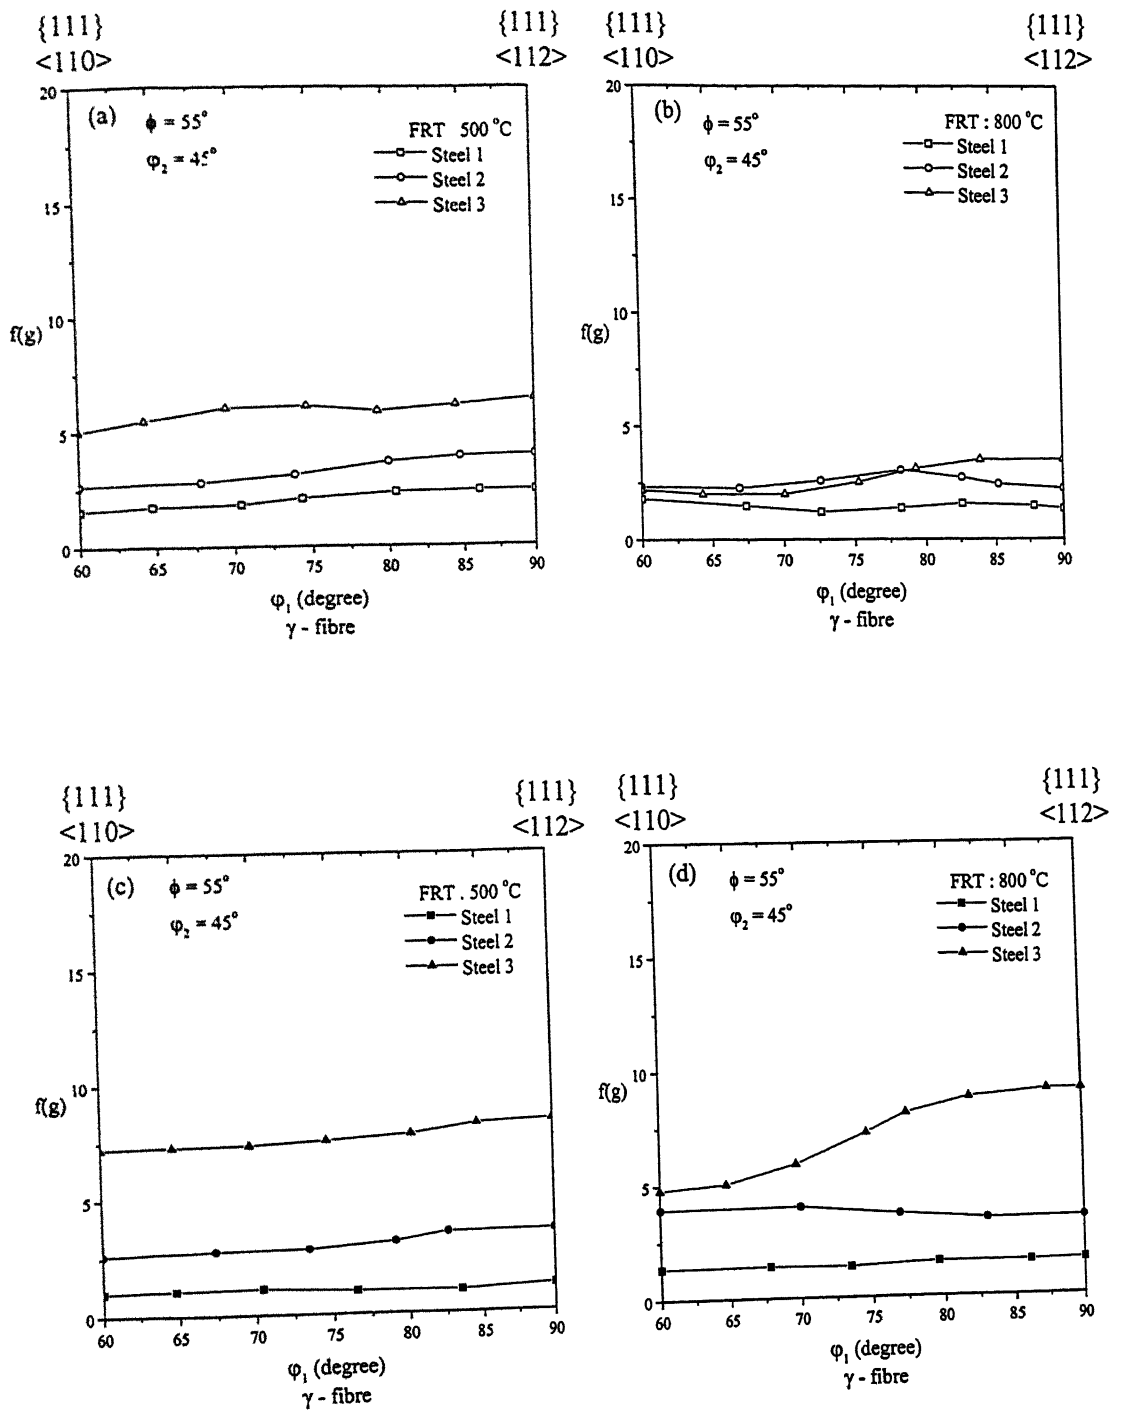 {111} {111}
<110> <112>
20
(a) ϕ = 55° FRT 500 °C
φ₂ = 45° Steel 1
Steel 2
15 Steel 3
f(g) 10
5
0
60 65 70 75 80 85 90
φ₁ (degree)
γ - fibre
{111} {111}
<110> <112>
20
(b) ϕ = 55° FRT : 800 °C
φ₂ = 45° Steel 1
Steel 2
15 Steel 3
f(g) 10
5
0
60 65 70 75 80 85 90
φ₁ (degree)
γ - fibre
{111} {111}
<110> <112>
20
(c) ϕ = 55° FRT . 500 °C
φ₂ = 45° Steel 1
Steel 2
15 Steel 3
f(g) 10
5
0
60 65 70 75 80 85 90
φ₁ (degree)
γ - fibre
{111} {111}
<110> <112>
20
(d) ϕ = 55° FRT : 800 °C
φ₂ = 45° Steel 1
Steel 2
15 Steel 3
f(g) 10
5
0
60 65 70 75 80 85 90
φ₁ (degree)
γ - fibre